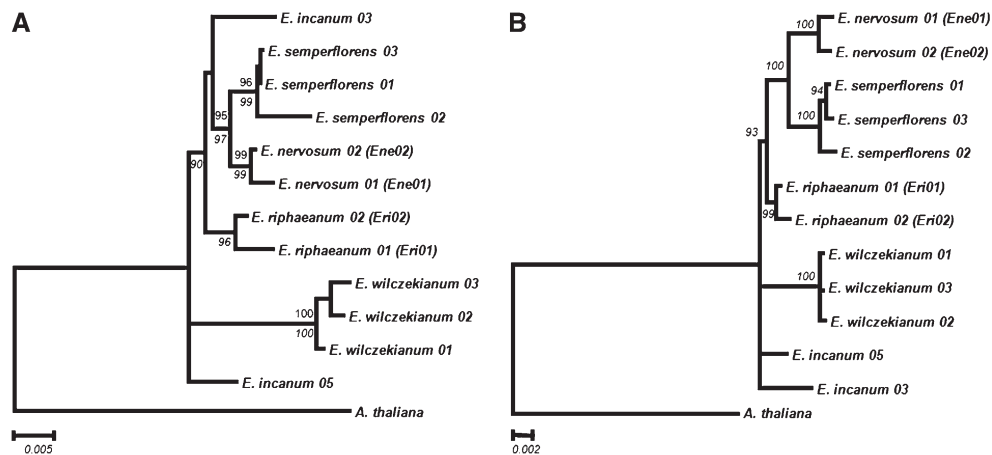 A
E. incanum 03
E. semperflorens 03
96
E. semperflorens 01
99
95
E. semperflorens 02
97
99
E. nervosum 02 (Ene02)
90
99
E. nervosum 01 (Ene01)
E. riphaeanum 02 (Eri02)
96
E. riphaeanum 01 (Eri01)
E. wilczekianum 03
100
E. wilczekianum 02
100
E. wilczekianum 01
E. incanum 05
A. thaliana
0.005
B
100
E. nervosum 01 (Ene01)
E. nervosum 02 (Ene02)
100
E. semperflorens 01
94
100
E. semperflorens 03
93
E. semperflorens 02
E. riphaeanum 01 (Eri01)
99
E. riphaeanum 02 (Eri02)
E. wilczekianum 01
100
E. wilczekianum 03
E. wilczekianum 02
E. incanum 05
E. incanum 03
A. thaliana
0.002